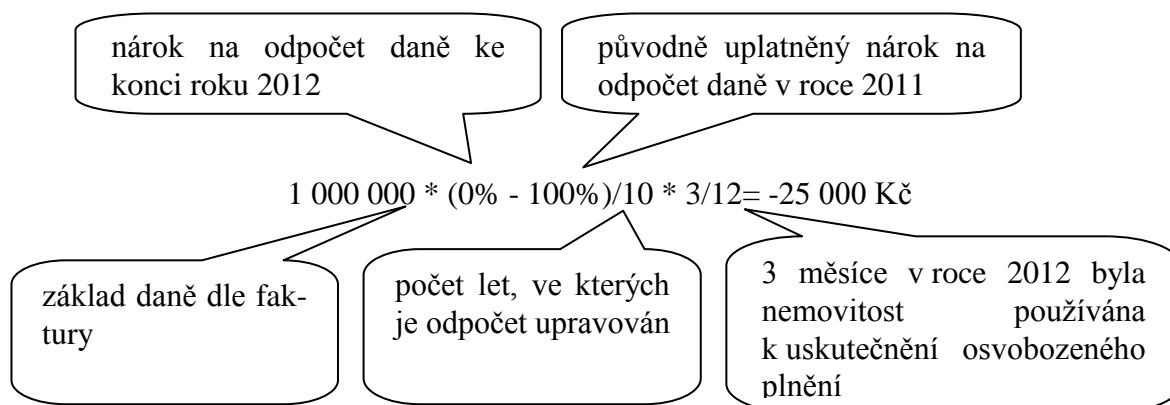 nárok na odpočet daně ke
konci roku 2012
původně uplatněný nárok na
odpočet daně v roce 2011
1 000 000 * (0% - 100%)/10 * 3/12= -25 000 Kč
základ daně dle fak-
tury
počet let, ve kterých
je odpočet upravován
3 měsíce v roce 2012 byla
nemovitost používána
k uskutečnění osvobozeného
plnění